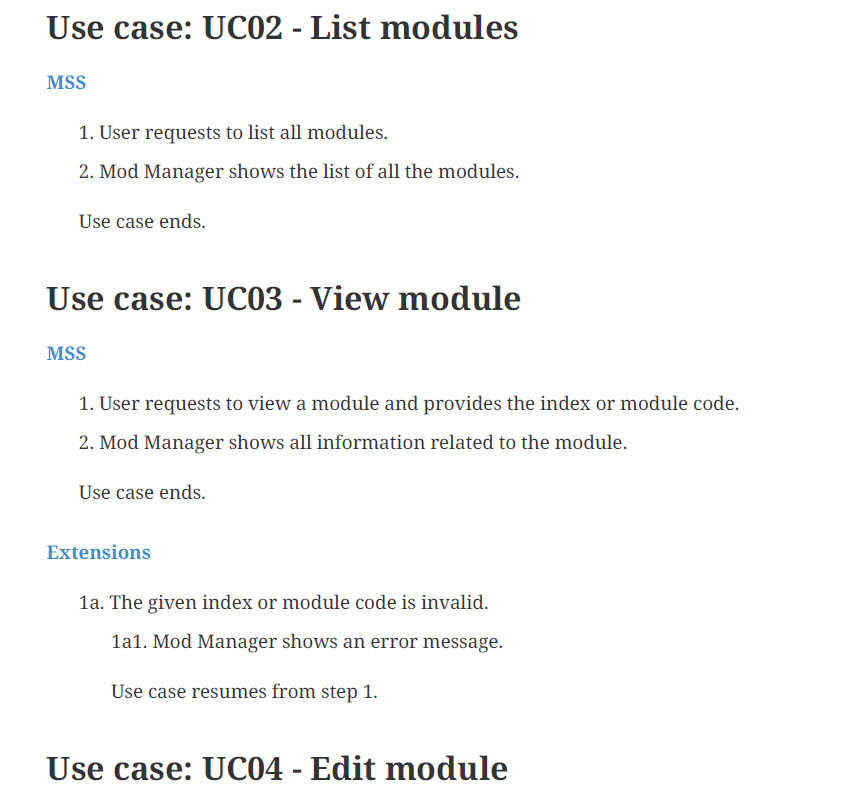 Use case: UC02 - List modules
MSS
1. User requests to list all modules.
2. Mod Manager shows the list of all the modules.
Use case ends.
Use case: UC03 - View module
MSS
1. User requests to view a module and provides the index or module code.
2. Mod Manager shows all information related to the module.
Use case ends.
Extensions
1a. The given index or module code is invalid.
1a1. Mod Manager shows an error message.
Use case resumes from step 1.
Use case: UC04 - Edit module